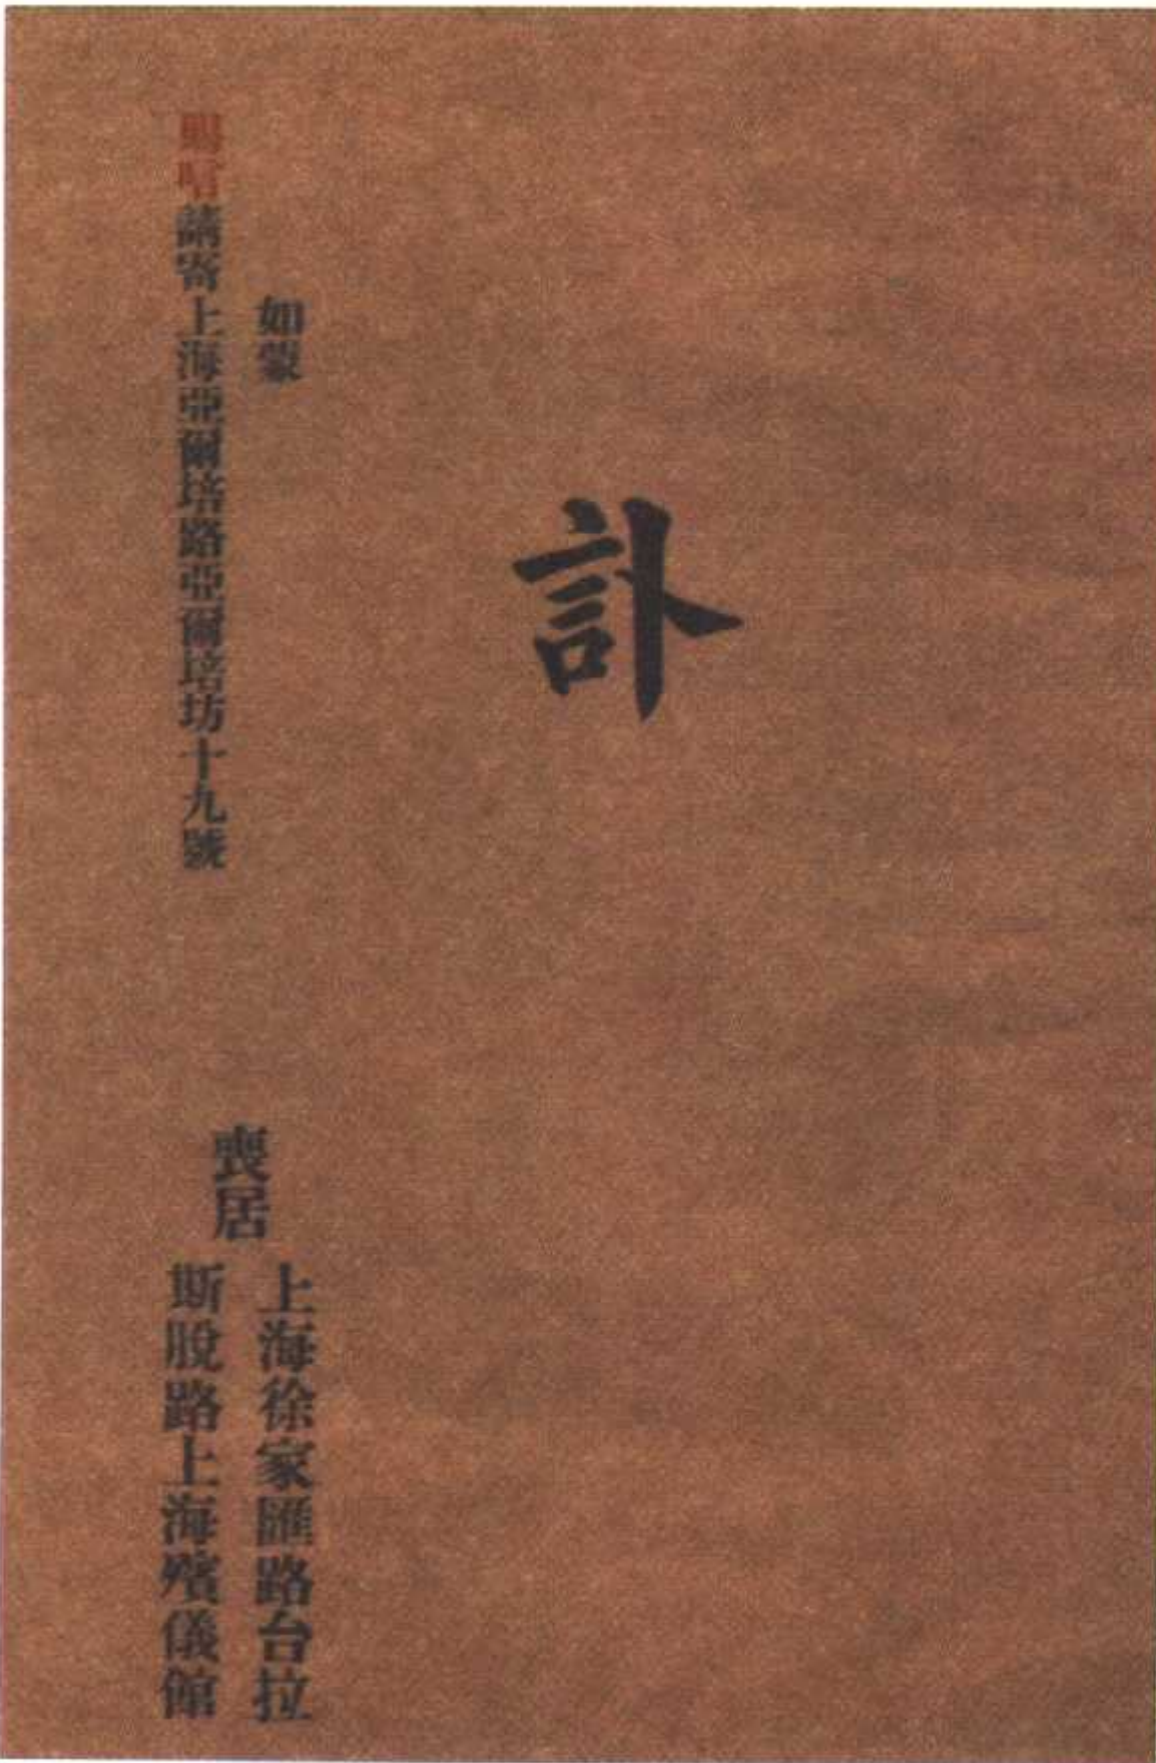 訃
如蒙
賜唁請寄上海亞爾培路亞爾培坊十九號
喪居
上海徐家匯路台拉
斯脫路上海殯儀館